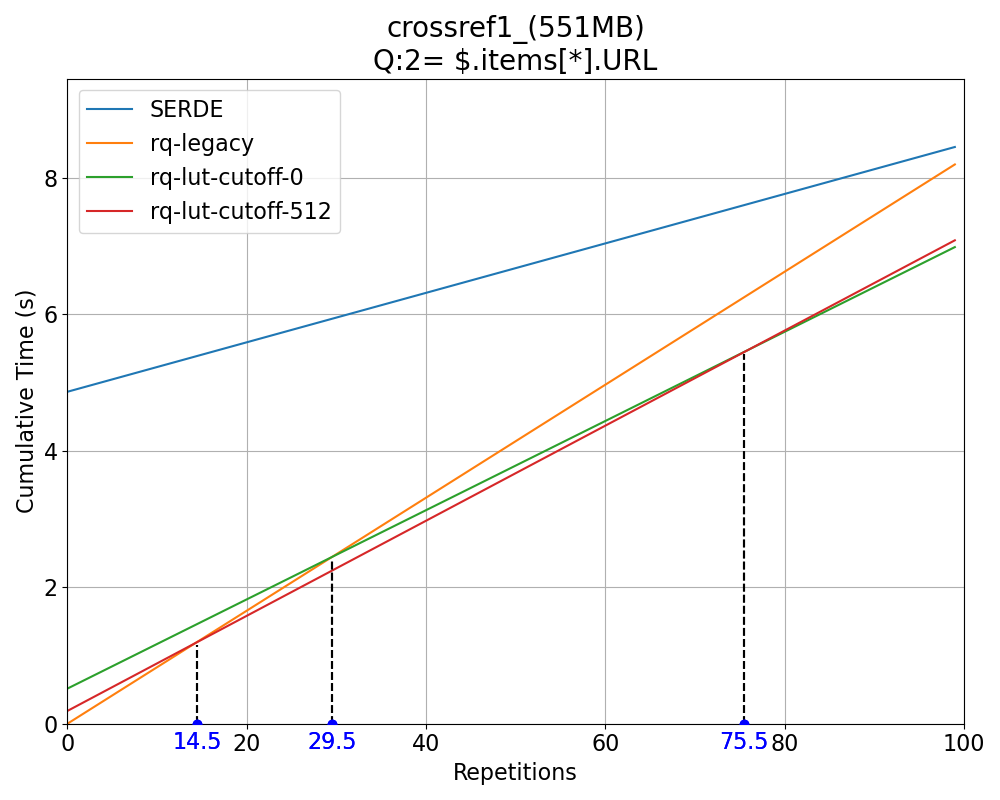 crossref1_(551MB)
Q:2= $.items[*].URL
SERDE
rq-legacy
rq-lut-cutoff-0
rq-lut-cutoff-512
Cumulative Time (s)
8
6
4
2
0
0 14.5 20 29.5 40 60 75.5 80 100
Repetitions